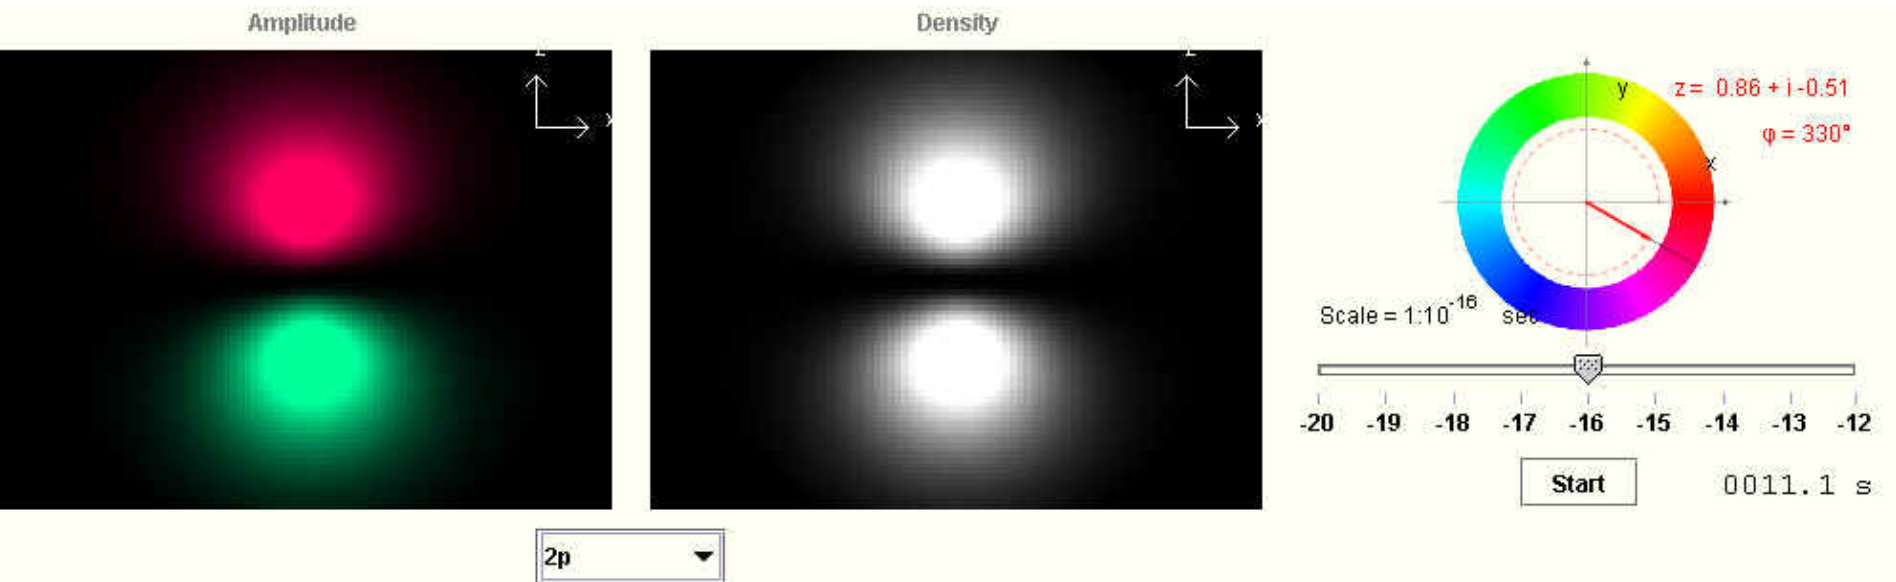 Amplitude
Density
x
x
y
z = 0.86 + i -0.51
φ = 330°
x
Scale = 1:10^-16 sec
-20 -19 -18 -17 -16 -15 -14 -13 -12
Start
0011.1 s
2p